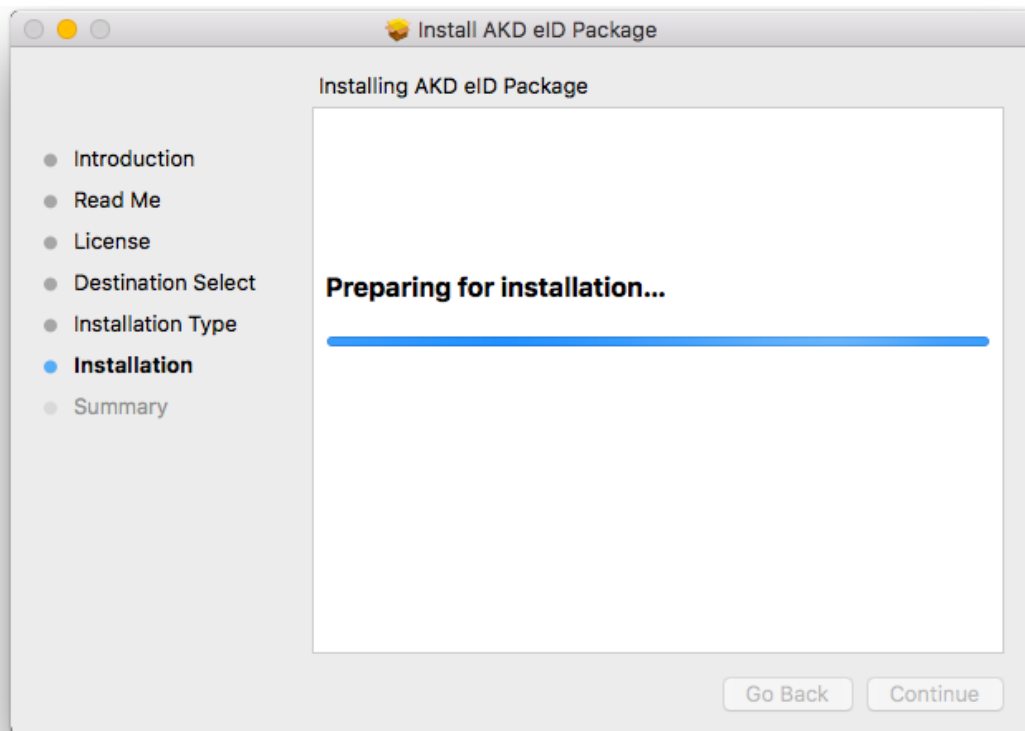 Install AKD eID Package
Installing AKD eID Package
Introduction
Read Me
License
Destination Select
Installation Type
Installation
Summary
Preparing for installation...
Go Back
Continue